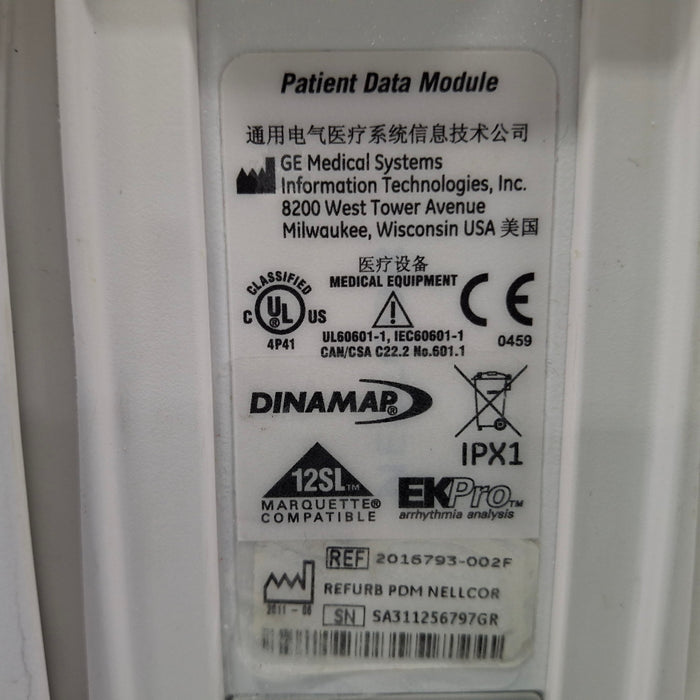 Patient Data Module
通用电气医疗系统信息技术公司
GE Medical Systems
Information Technologies, Inc.
8200 West Tower Avenue
Milwaukee, Wisconsin USA 美国
医疗设备
MEDICAL EQUIPMENT
CLASSIFIED
C UL® US
4P41
UL60601-1, IEC60601-1
CAN/CSA C22.2 No.601.1
CE
0459
DINAMAP®
IPX1
12SL™
MARQUETTE®
COMPATIBLE
EKPro™
arrhythmia analysis
REF 2016793-002F
REFURB PDM NELLCOR
2011-08
SN SA311256797GR